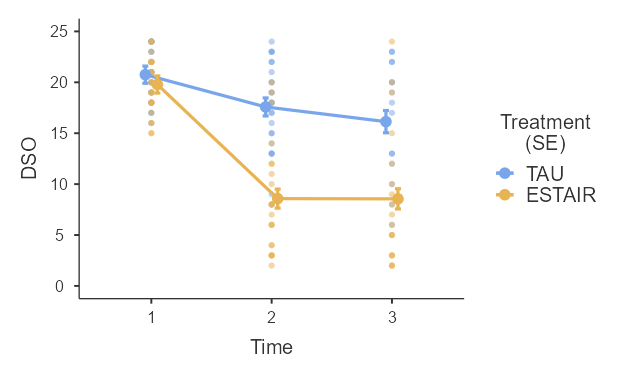 25
20
15
10
5
0
DSO
1
2
3
Time
Treatment
(SE)
TAU
ESTAIR